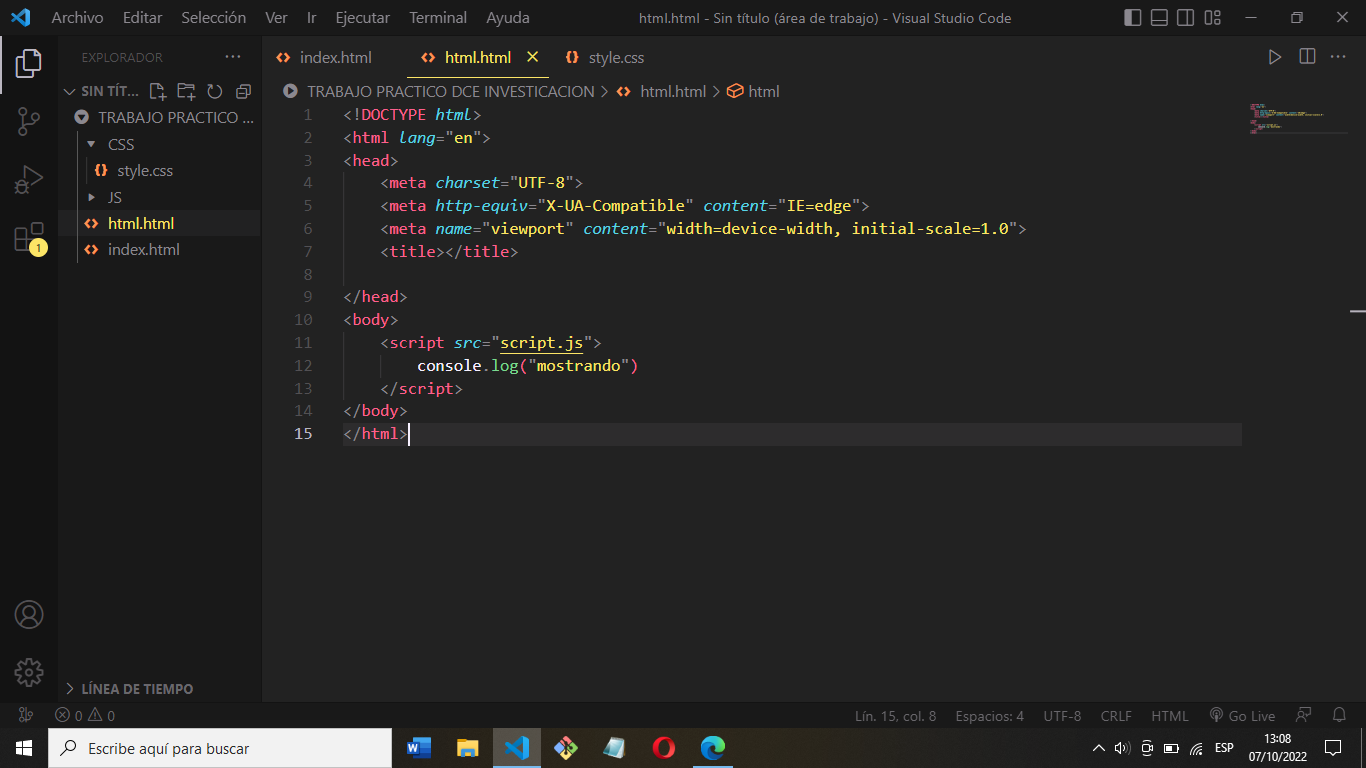 Archivo Editar Selección Ver Ir Ejecutar Terminal Ayuda html.html - Sin título (área de trabajo) - Visual Studio Code
EXPLORADOR ···
index.html html.html style.css
SIN TÍT...
TRABAJO PRACTICO DCE INVESTICACION > html.html > html
TRABAJO PRACTICO ...
CSS
style.css
JS
html.html
index.html
1 <!DOCTYPE html>
2 <html lang="en">
3 <head>
4 <meta charset="UTF-8">
5 <meta http-equiv="X-UA-Compatible" content="IE=edge">
6 <meta name="viewport" content="width=device-width, initial-scale=1.0">
7 <title></title>
8
9 </head>
10 <body>
11 <script src="script.js">
12 console.log("mostrando")
13 </script>
14 </body>
15 </html>
1
LÍNEA DE TIEMPO
0 0 Lín. 15, col. 8 Espacios: 4 UTF-8 CRLF HTML Go Live
Escribe aquí para buscar
ESP
13:08
07/10/2022